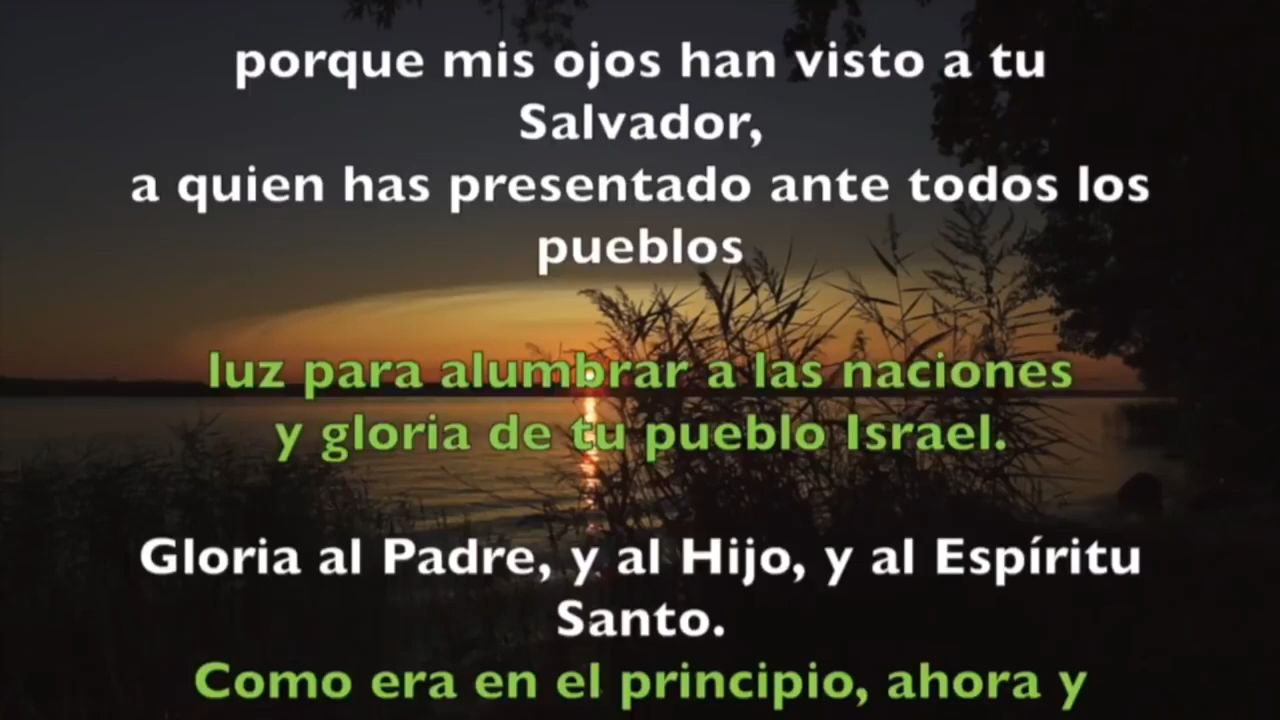 porque mis ojos han visto a tu
Salvador,
a quien has presentado ante todos los
pueblos
luz para alumbrar a las naciones
y gloria de tu pueblo Israel.
Gloria al Padre, y al Hijo, y al Espíritu
Santo.
Como era en el principio, ahora y